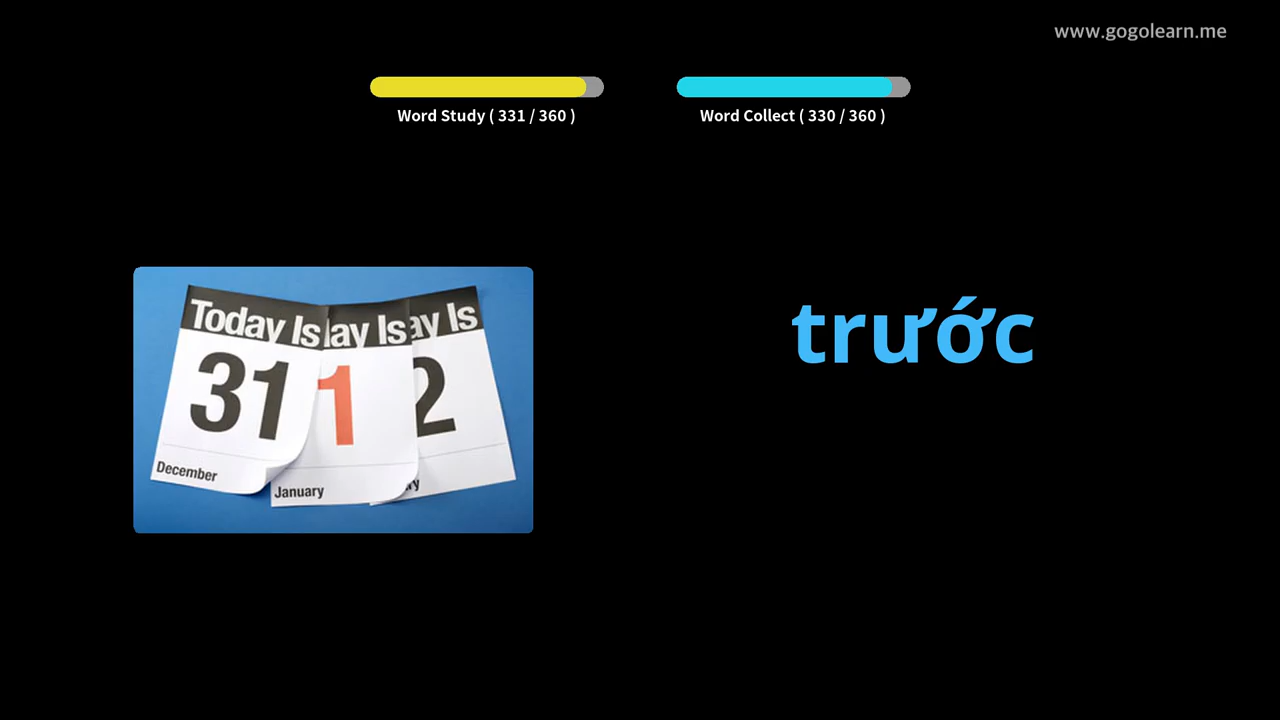 www.gogolearn.me
Word Study ( 331 / 360 )
Word Collect ( 330 / 360 )
trước
Today Is
ay Is
ay Is
31
1
2
December
January
ry